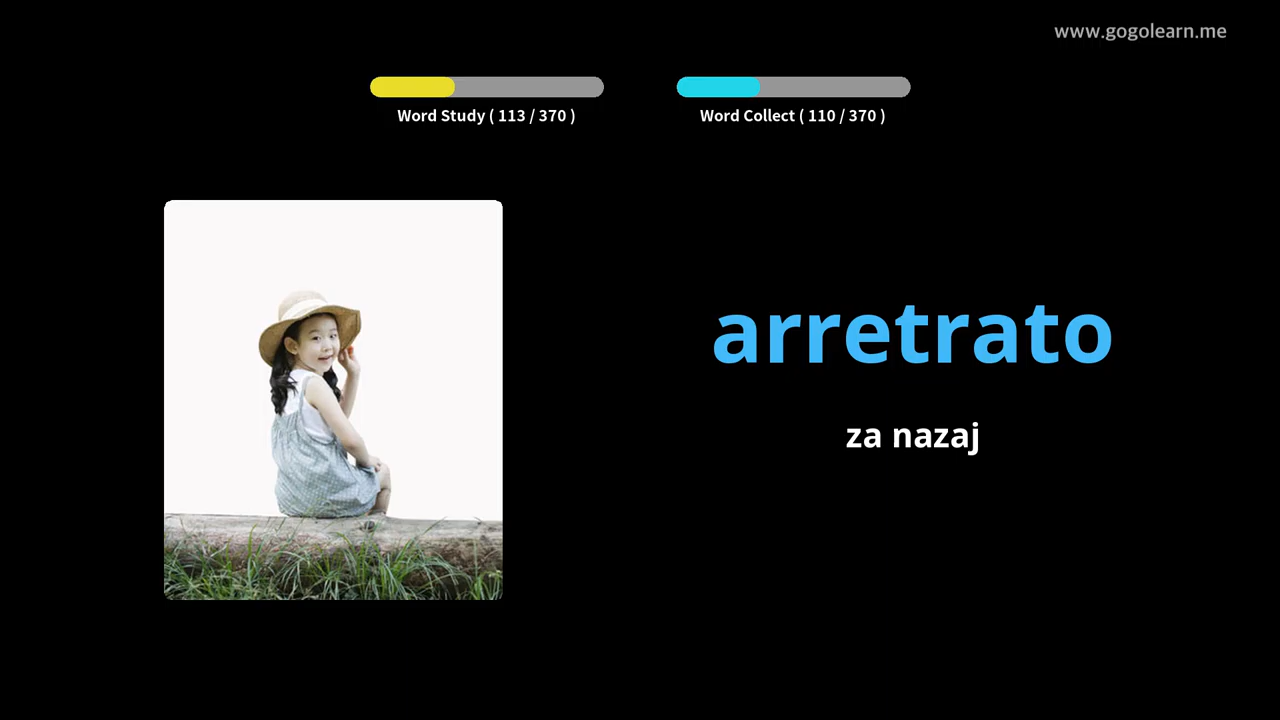 www.gogolearn.me
Word Study ( 113 / 370 )
Word Collect ( 110 / 370 )
arretrato
za nazaj